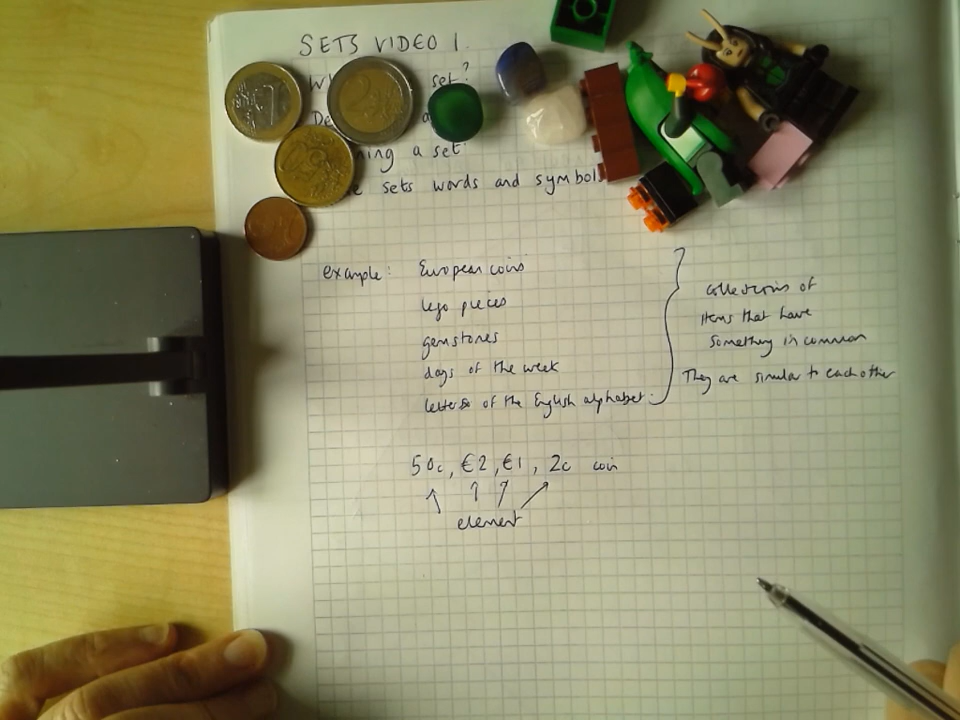 SETS VIDEO 1.
set?
a set:
sets words and symbols
example: European coins
lego pieces
gemstones
days of the week
letters of the English alphabet.
collections of
items that have
something in common
They are similar to each other
50c, €2, €1, 2c coin
element